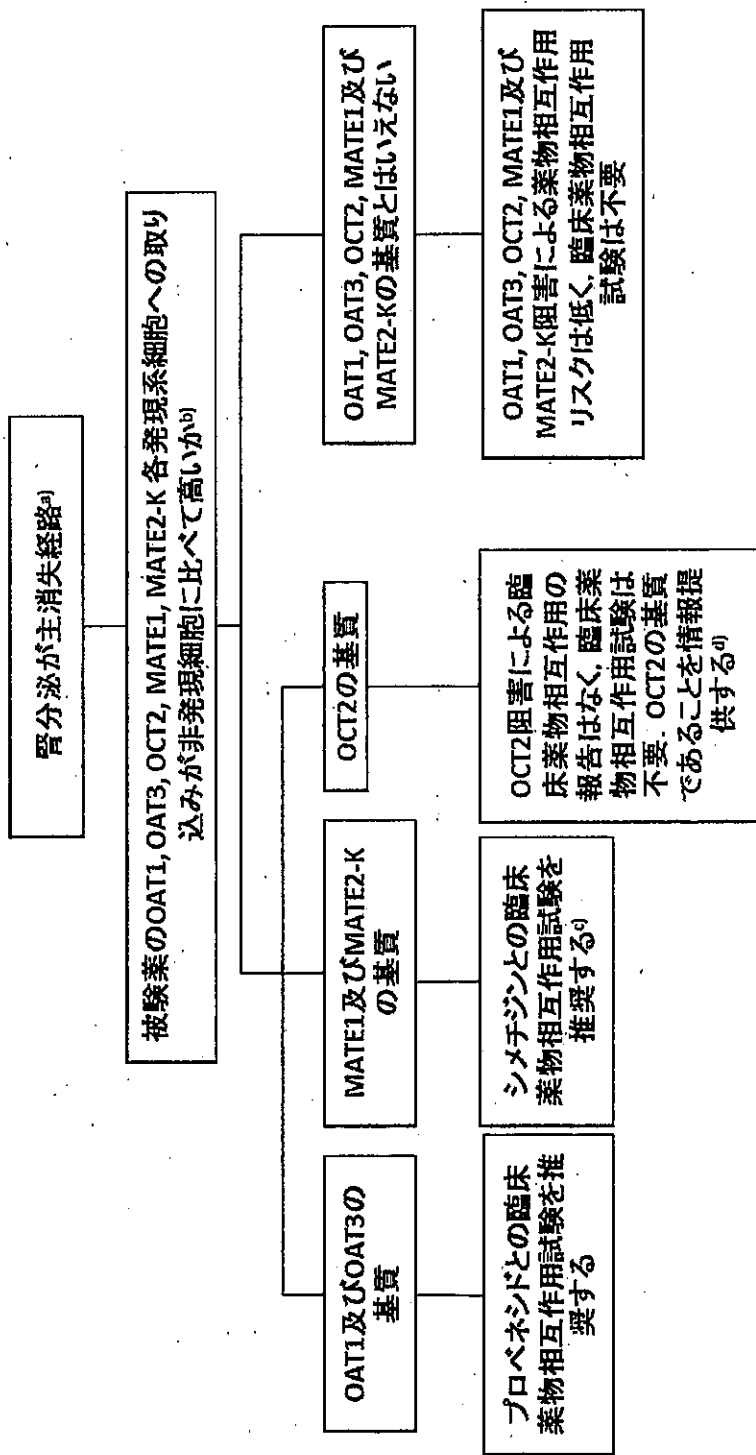 腎分泌が主消失経路a)
被験薬のOAT1, OAT3, OCT2, MATE1, MATE2-K 各発現系細胞への取り
込みが非発現細胞に比べて高いかb)
OAT1及びOAT3の
基質
プロベネシドとの臨床
薬物相互作用試験を推
奨する
MATE1及びMATE2-K
の基質
シメチジンとの臨床
薬物相互作用試験を
推奨するc)
OCT2の基質
OCT2阻害による臨
床薬物相互作用の
報告はなく, 臨床薬
物相互作用試験は
不要. OCT2の基質
であることを情報提
供するd)
OAT1, OAT3, OCT2, MATE1及び
MATE2-Kの基質とはいえない
OAT1, OAT3, OCT2, MATE1及び
MATE2-K阻害による薬物相互作用
リスクは低く, 臨床薬物相互作用
試験は不要